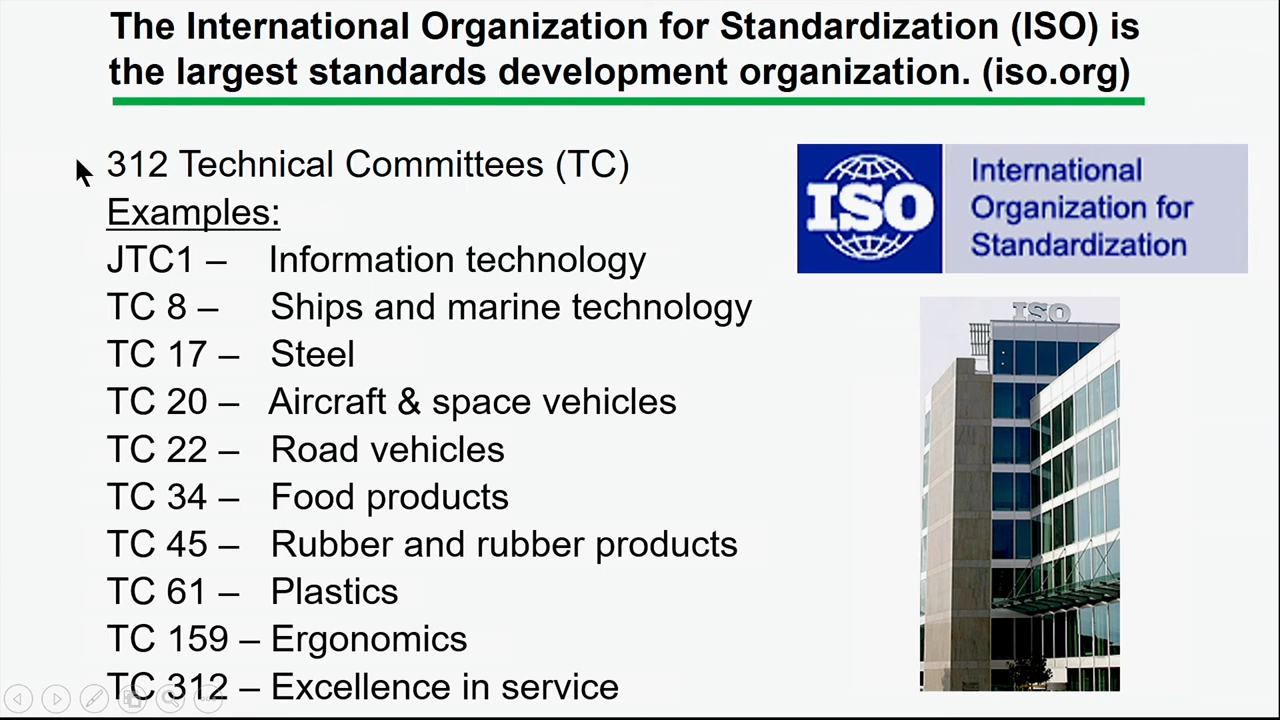 The International Organization for Standardization (ISO) is
the largest standards development organization. (iso.org)
312 Technical Committees (TC)
Examples:
JTC1 – Information technology
TC 8 – Ships and marine technology
TC 17 – Steel
TC 20 – Aircraft & space vehicles
TC 22 – Road vehicles
TC 34 – Food products
TC 45 – Rubber and rubber products
TC 61 – Plastics
TC 159 – Ergonomics
TC 312 – Excellence in service
ISO
International
Organization for
Standardization
ISO